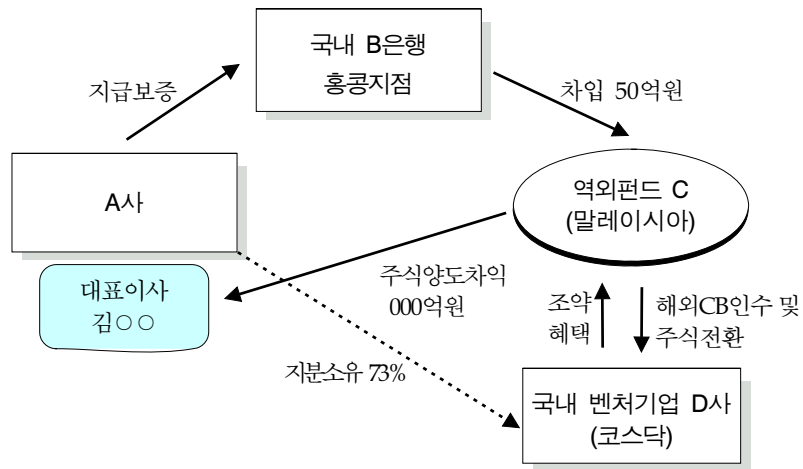 국내 B은행
홍콩지점
지급보증
차입 50억원
A사
역외펀드 C
(말레이시아)
대표이사
김○○
주식양도차익
000억원
조약
혜택
해외CB인수 및
주식전환
지분소유 73%
국내 벤처기업 D사
(코스닥)